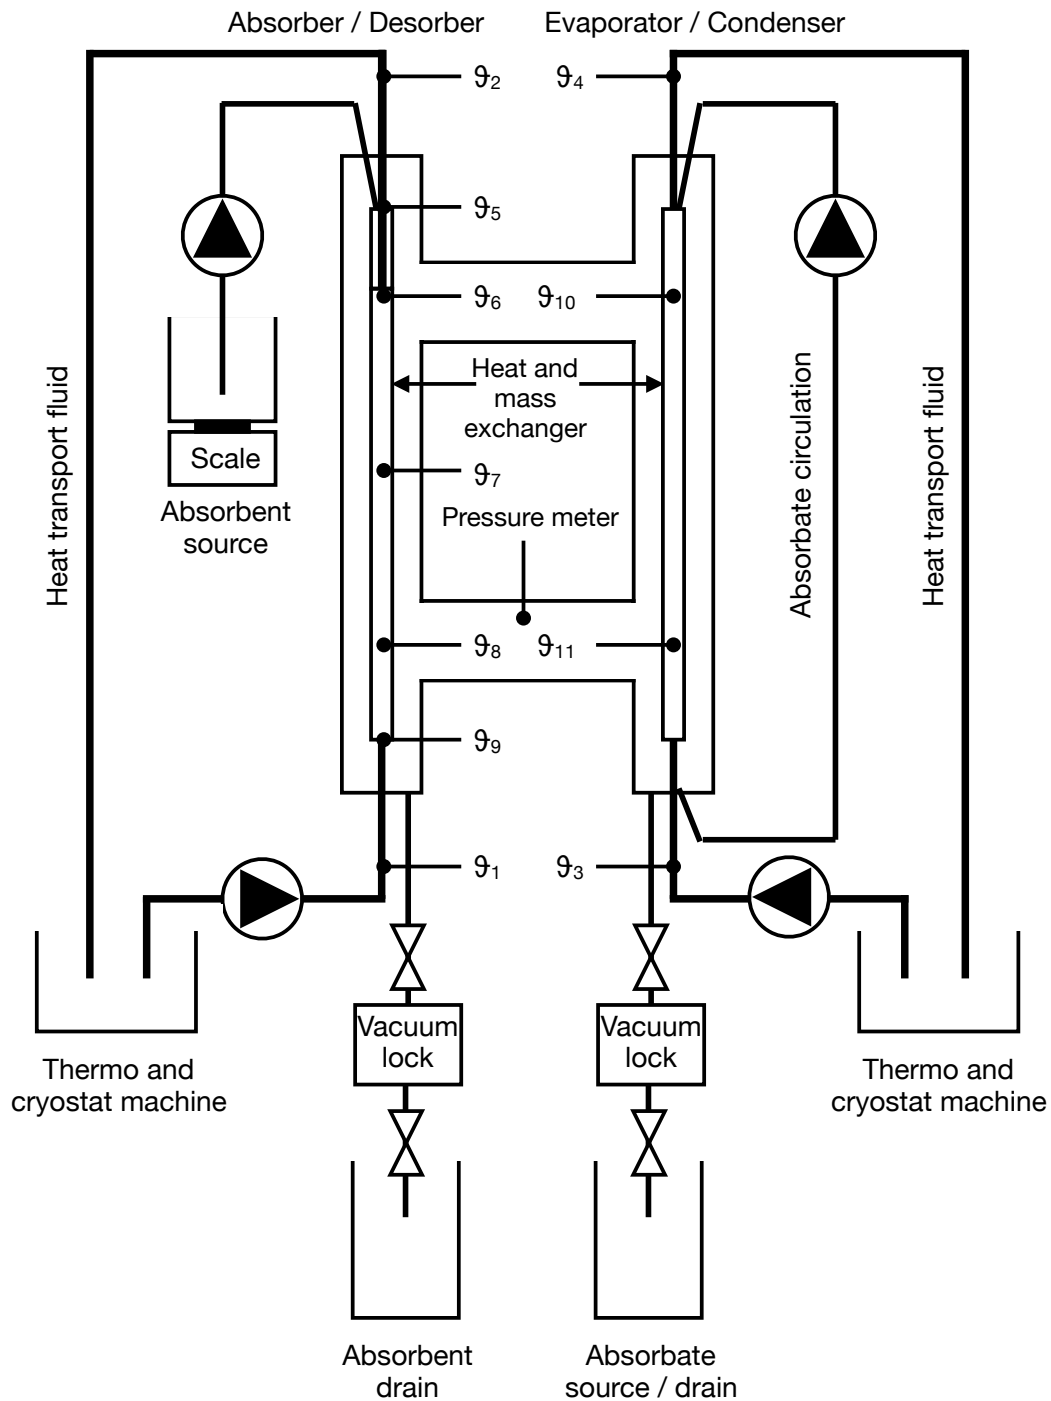 Absorber / Desorber
Evaporator / Condenser
ϑ2
ϑ4
ϑ5
ϑ6
ϑ10
Heat and
mass
exchanger
Heat transport fluid
Scale
Absorbent
source
ϑ7
Pressure meter
Absorbate circulation
Heat transport fluid
ϑ8
ϑ11
ϑ9
ϑ1
ϑ3
Vacuum
lock
Vacuum
lock
Thermo and
cryostat machine
Thermo and
cryostat machine
Absorbent
drain
Absorbate
source / drain